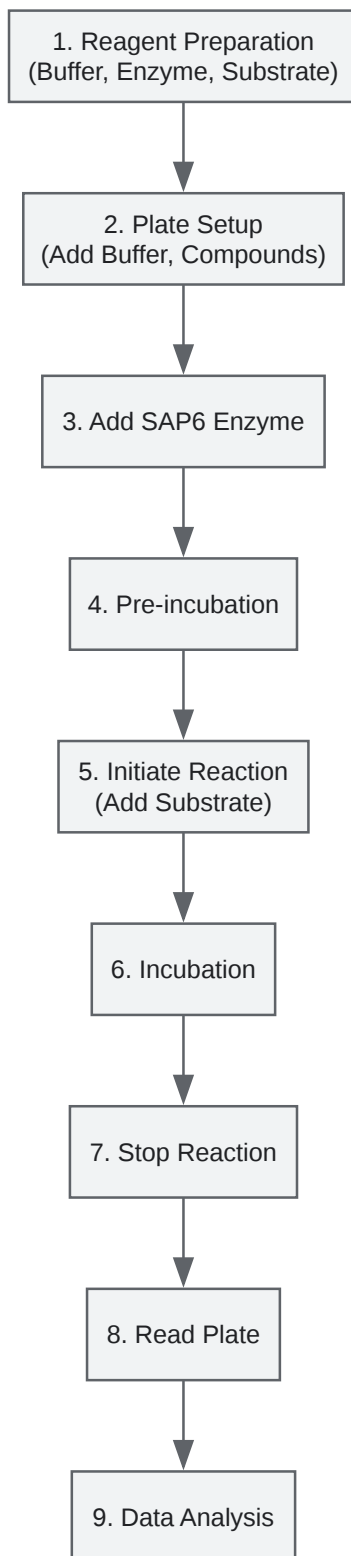 1. Reagent Preparation
(Buffer, Enzyme, Substrate)
2. Plate Setup
(Add Buffer, Compounds)
3. Add SAP6 Enzyme
4. Pre-incubation
5. Initiate Reaction
(Add Substrate)
6. Incubation
7. Stop Reaction
8. Read Plate
9. Data Analysis